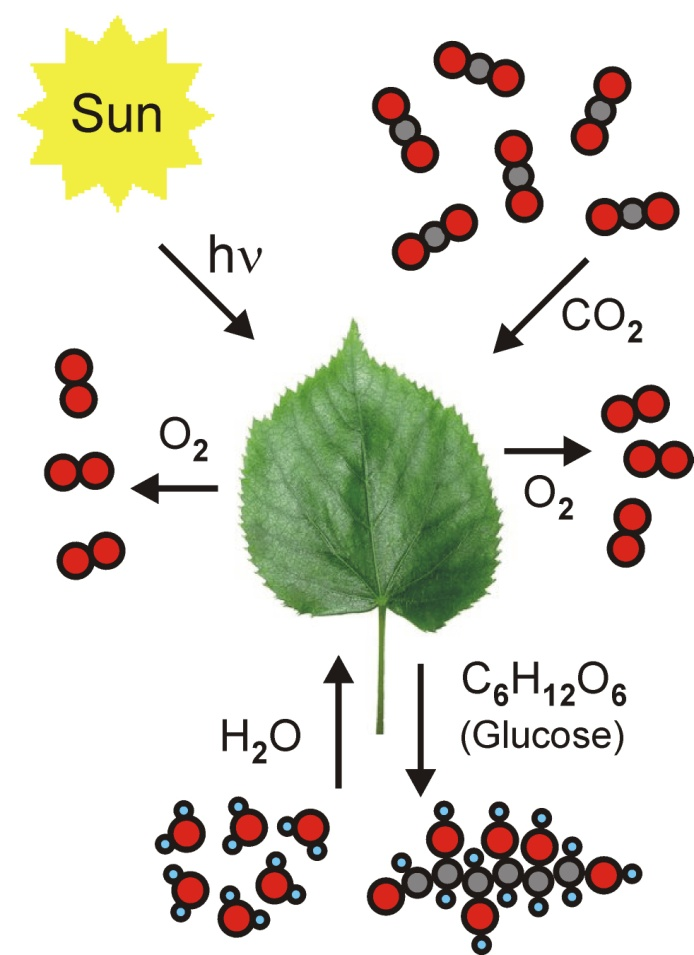 Sun
hν
CO₂
O₂
O₂
H₂O
C₆H₁₂O₆
(Glucose)